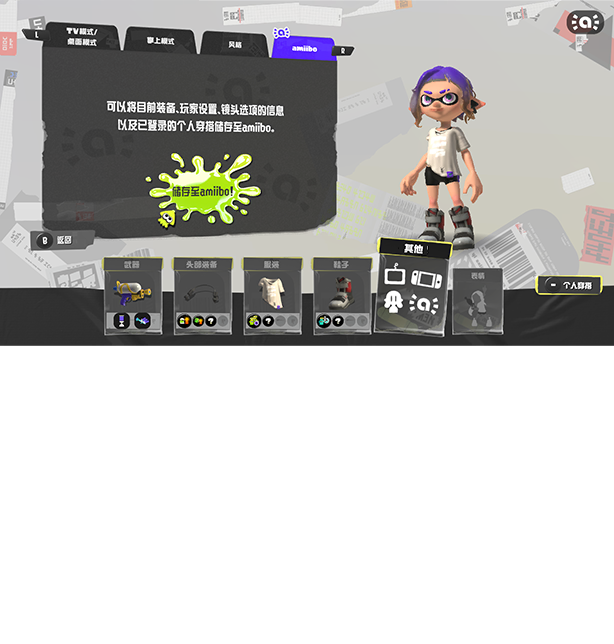 L
TV模式/
桌面模式
掌上模式
风格
amiibo
R
可以将目前装备、玩家设置、镜头选项的信息
以及已登录的个人穿搭储存至amiibo。
储存至amiibo!
B 返回
武器
头部装备
服装
鞋子
其他
表情
− 个人穿搭